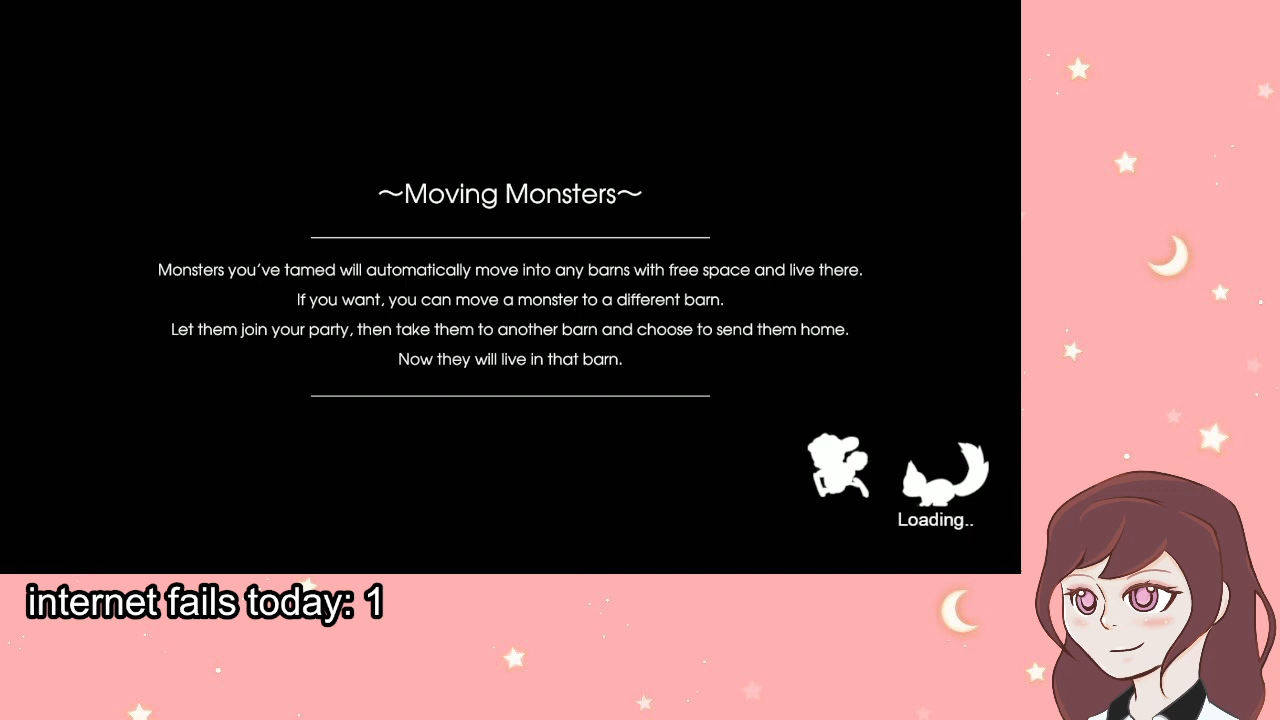 ～Moving Monsters～
Monsters you've tamed will automatically move into any barns with free space and live there.
If you want, you can move a monster to a different barn.
Let them join your party, then take them to another barn and choose to send them home.
Now they will live in that barn.
Loading..
internet fails today: 1